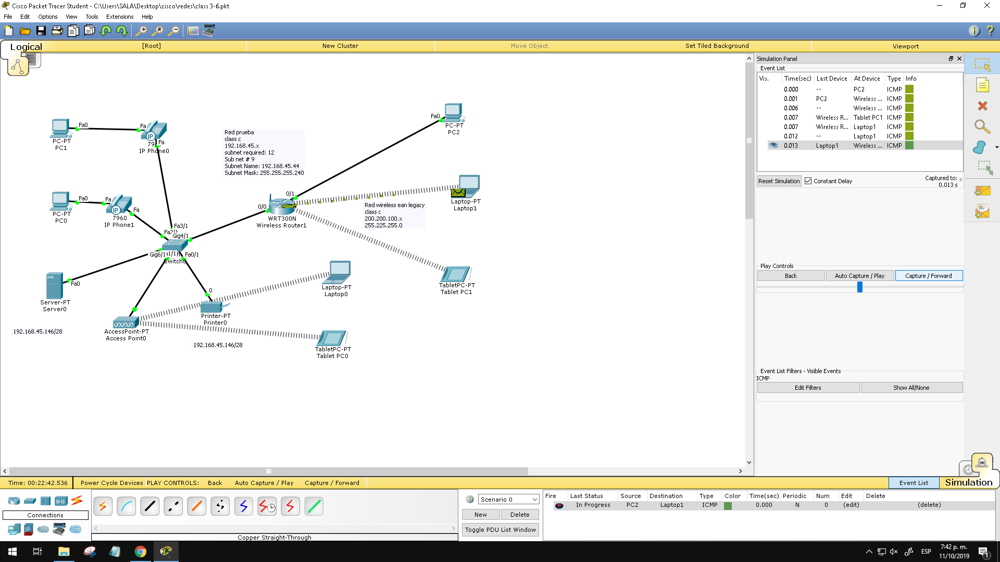 Cisco Packet Tracer Student - C:\Users\SALA\Desktop\cisco\redes\class 3-6.pkt
File Edit Options View Tools Extensions Help
Logical [Root] New Cluster Move Object Set Tiled Background Viewport
Fa0
Fa
PC-PT
PC1
IP
Fa
IP Phone0
Red prueba
class c
192.168.45.x
subnet required: 12
Sub net # 9
Subnet Name: 192.168.45.44
Subnet Mask: 255.255.255.240
Fa0
PC-PT
PC2
Fa0
Fa
PC-PT
PC0
IP
Fa
7960
IP Phone1
0/1
0/0
WRT300N
Wireless Router1
Laptop-PT
Laptop1
Red wireless ean legacy
class c
200.200.100.x
255.225.255.0
Fa3/1
Gig4/1
Gig6/1
Fa0/1
Fa0
Server-PT
Server0
0
Printer-PT
Printer0
Laptop-PT
Laptop0
TabletPC-PT
Tablet PC1
AccessPoint-PT
Access Point0
192.168.45.146/28
192.168.45.146/28
TabletPC-PT
Tablet PC0
Simulation Panel
Event List
Vis. Time(sec) Last Device At Device Type Info
0.000 -- PC2 ICMP
0.001 PC2 Wireless ... ICMP
0.006 -- Wireless ... ICMP
0.007 Wireless R... Tablet PC1 ICMP
0.007 Wireless R... Laptop1 ICMP
0.012 -- Laptop1 ICMP
0.013 Laptop1 Wireless ... ICMP
Reset Simulation Constant Delay Captured to:
0.013 s
Play Controls
Back Auto Capture / Play Capture / Forward
Event List Filters - Visible Events
ICMP
Edit Filters Show All/None
Time: 00:22:42.536 Power Cycle Devices PLAY CONTROLS: Back Auto Capture / Play Capture / Forward Event List Simulation
Connections
Copper Straight-Through
Scenario 0
New Delete
Toggle PDU List Window
Fire Last Status Source Destination Type Color Time(sec) Periodic Num Edit Delete
In Progress PC2 Laptop1 ICMP 0.000 N 0 (edit) (delete)
ESP
7:42 p. m.
11/10/2019
1